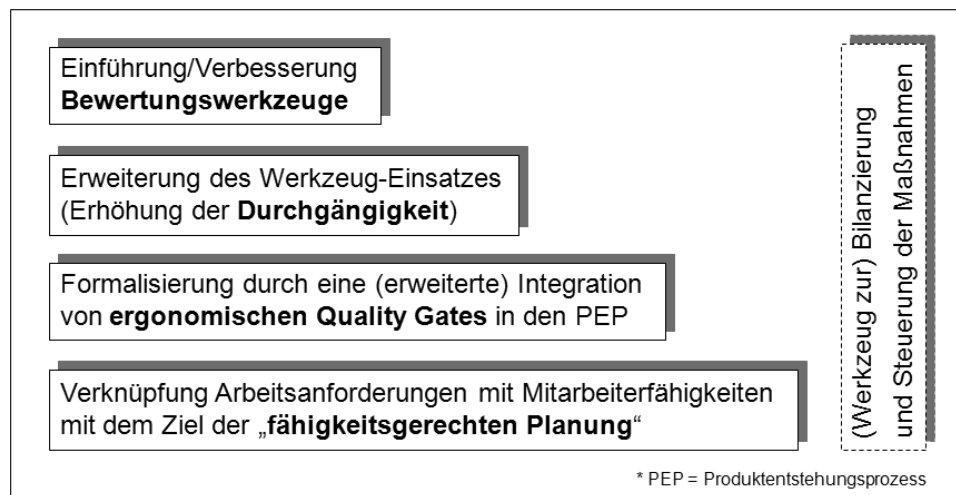 Einführung/Verbesserung
Bewertungswerkzeuge
Erweiterung des Werkzeug-Einsatzes
(Erhöhung der Durchgängigkeit)
Formalisierung durch eine (erweiterte) Integration
von ergonomischen Quality Gates in den PEP
Verknüpfung Arbeitsanforderungen mit Mitarbeiterfähigkeiten
mit dem Ziel der „fähigkeitsgerechten Planung“
(Werkzeug zur) Bilanzierung
und Steuerung der Maßnahmen
* PEP = Produktentstehungsprozess